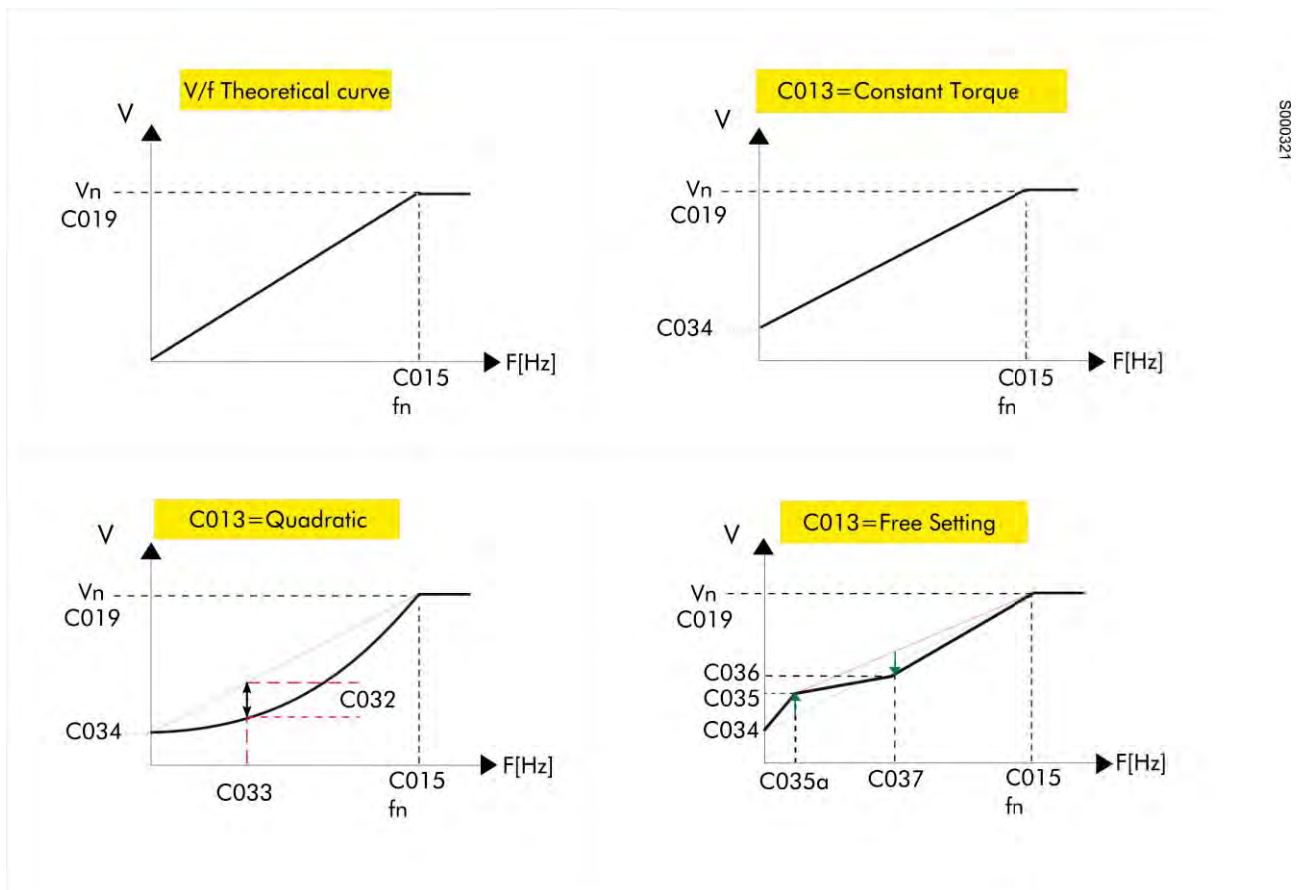 V/f Theoretical curve
V
Vn
C019
F[Hz]
C015
fn
C013=Constant Torque
V
Vn
C019
C034
F[Hz]
C015
fn
S000321
C013=Quadratic
V
Vn
C019
C032
C034
F[Hz]
C033
C015
fn
C013=Free Setting
V
Vn
C019
C036
C035
C034
F[Hz]
C035a
C037
C015
fn